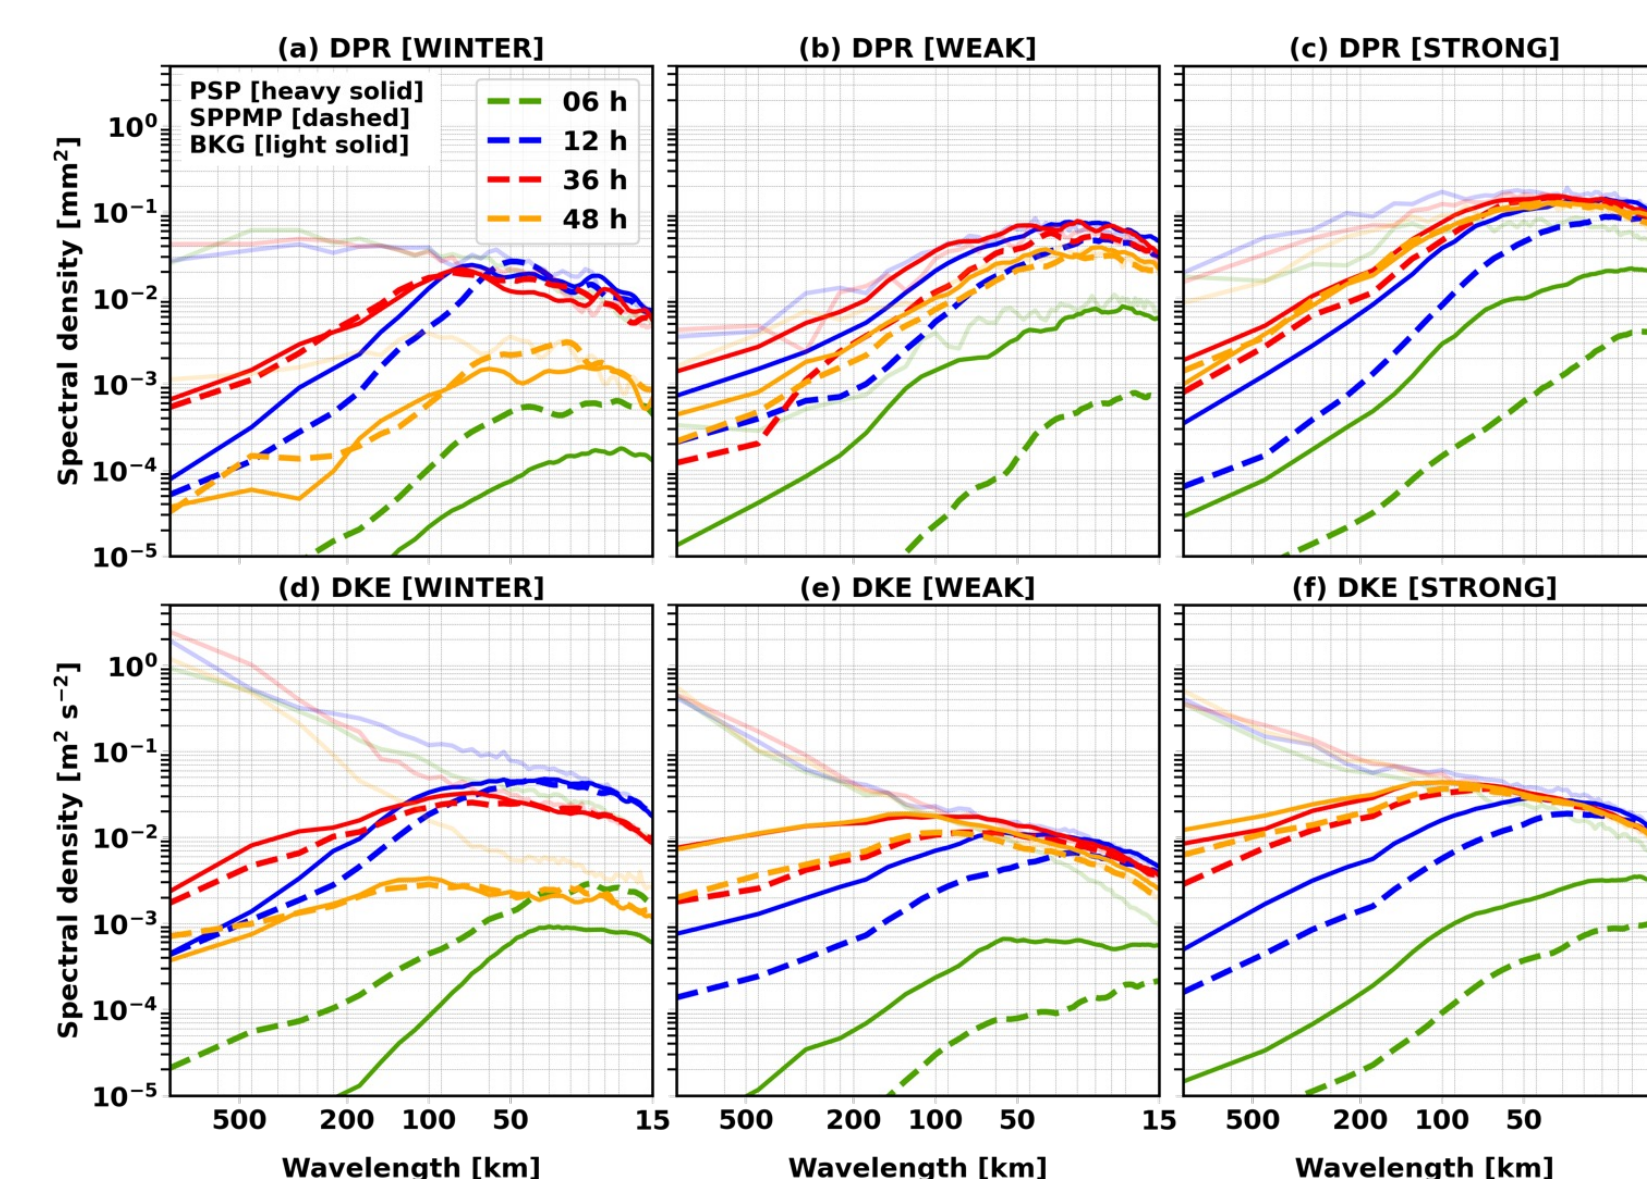 (a) DPR [WINTER]
(b) DPR [WEAK]
(c) DPR [STRONG]
PSP [heavy solid]
SPPMP [dashed]
BKG [light solid]
06 h
12 h
36 h
48 h
Spectral density [mm²]
10⁰
10⁻¹
10⁻²
10⁻³
10⁻⁴
10⁻⁵
(d) DKE [WINTER]
(e) DKE [WEAK]
(f) DKE [STRONG]
Spectral density [m² s⁻²]
10⁰
10⁻¹
10⁻²
10⁻³
10⁻⁴
10⁻⁵
500 200 100 50 15
500 200 100 50 15
500 200 100 50
Wavelength [km]
Wavelength [km]
Wavelength [km]